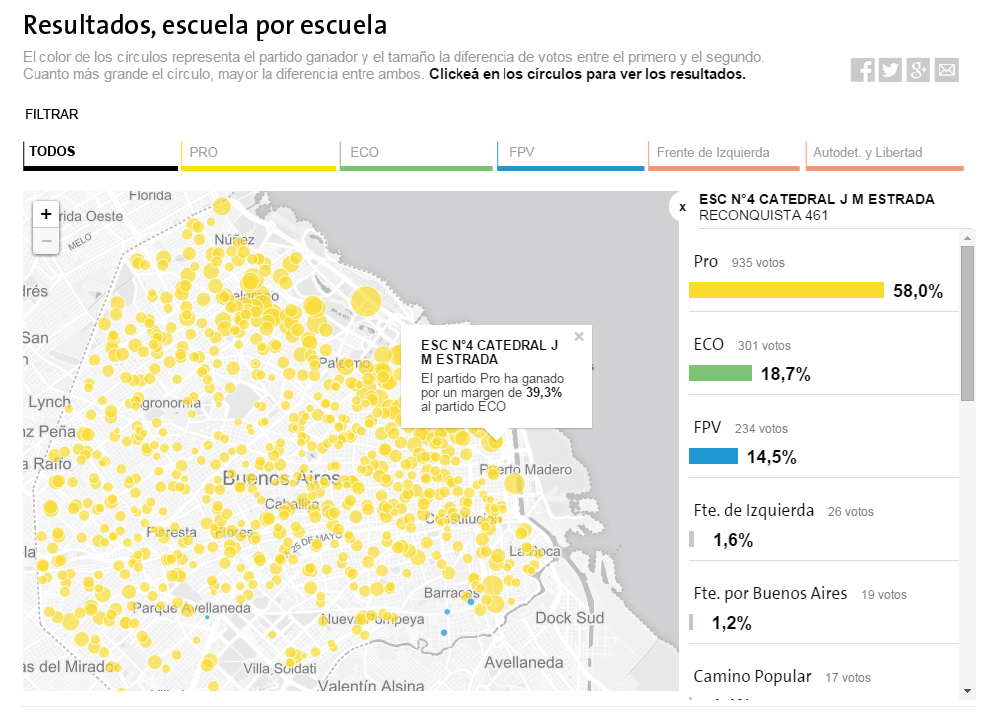 Resultados, escuela por escuela
El color de los círculos representa el partido ganador y el tamaño la diferencia de votos entre el primero y el segundo.
Cuanto más grande el círculo, mayor la diferencia entre ambos. Clickeá en los círculos para ver los resultados.
FILTRAR
TODOS
PRO
ECO
FPV
Frente de Izquierda
Autodet. y Libertad
+
−
Florida
rida Oeste
MELO
Núñez
Belgrano
rés
San
n
Palermo
Lynch
Agronomia
nz Peña
a Raffo
Buenos Aires
Puerto Madero
Caballito
Constitución
Floresta
Flores
A. 25 DE MAYO
La Boca
Barracas
Parque Avellaneda
Nueva Pompeya
Dock Sud
as del Mirador
Villa Soldati
Avellaneda
Valentín Alsina
ESC N°4 CATEDRAL J
M ESTRADA
×
El partido Pro ha ganado
por un margen de 39,3%
al partido ECO
x
ESC N°4 CATEDRAL J M ESTRADA
RECONQUISTA 461
Pro 935 votos
58,0%
ECO 301 votos
18,7%
FPV 234 votos
14,5%
Fte. de Izquierda 26 votos
1,6%
Fte. por Buenos Aires 19 votos
1,2%
Camino Popular 17 votos